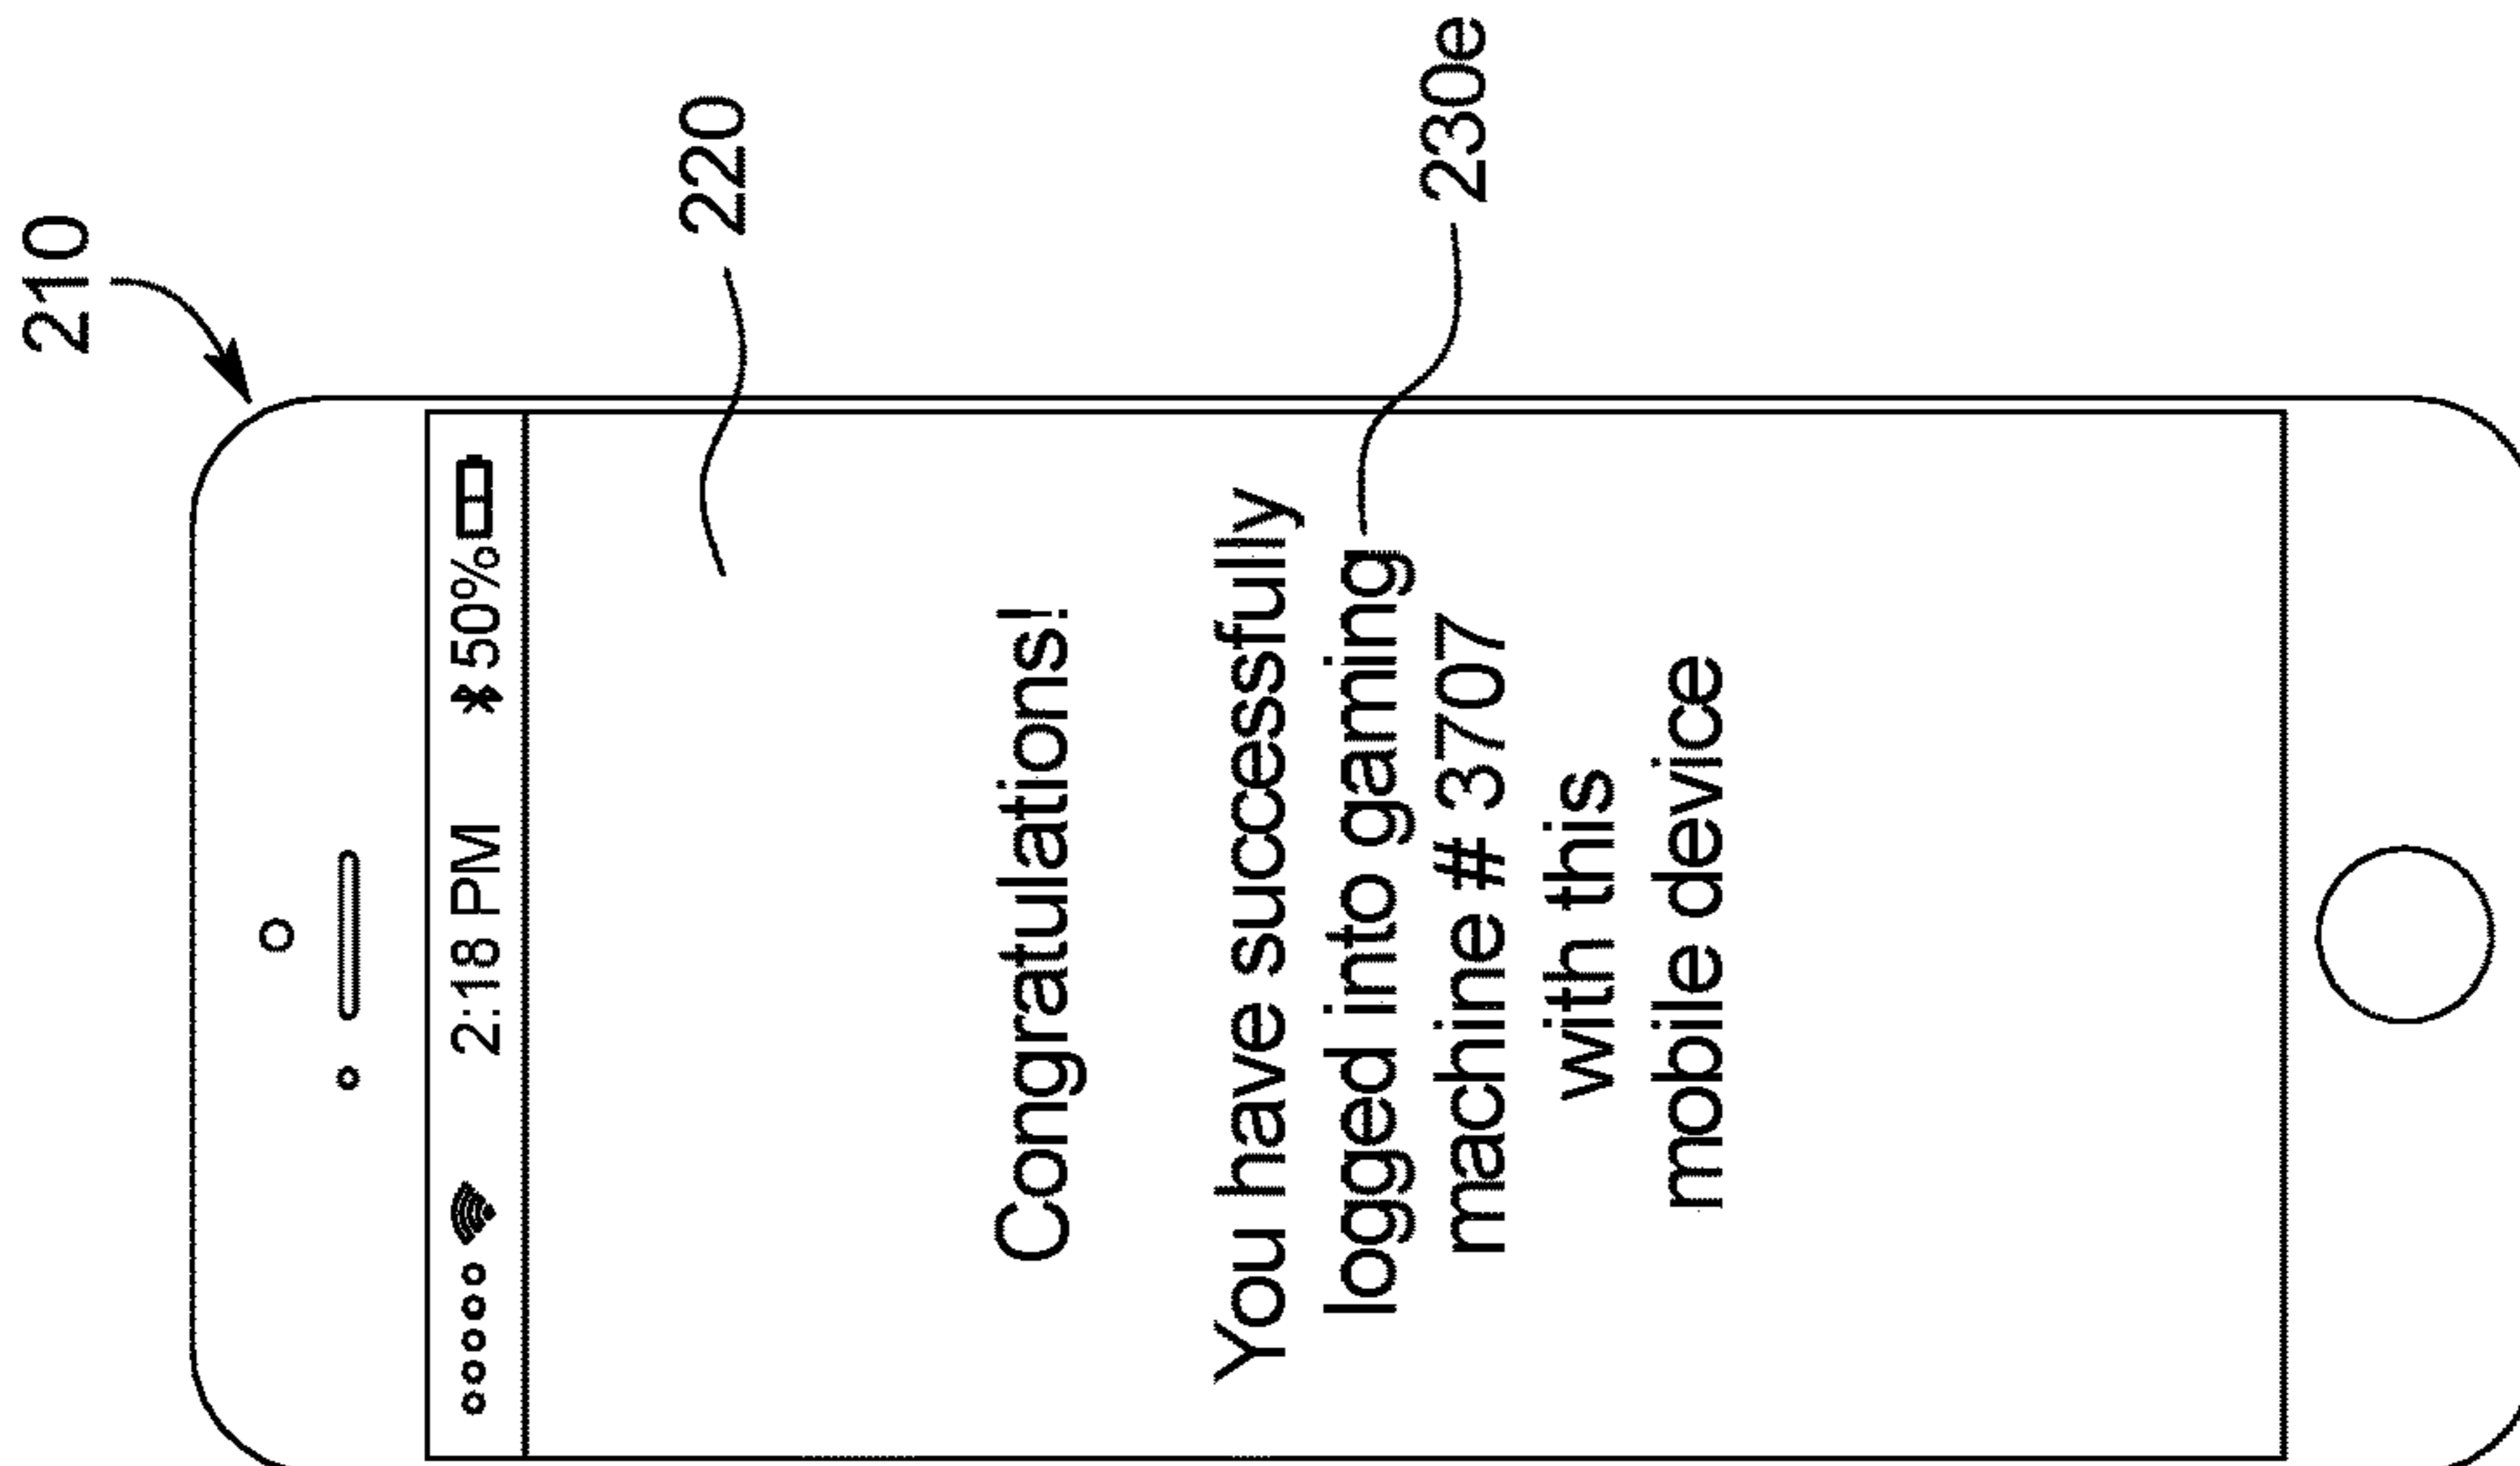 210
2:18 PM 50%
220
Congratulations!
You have successfully
logged into gaming
230e
machine # 3707
with this
mobile device